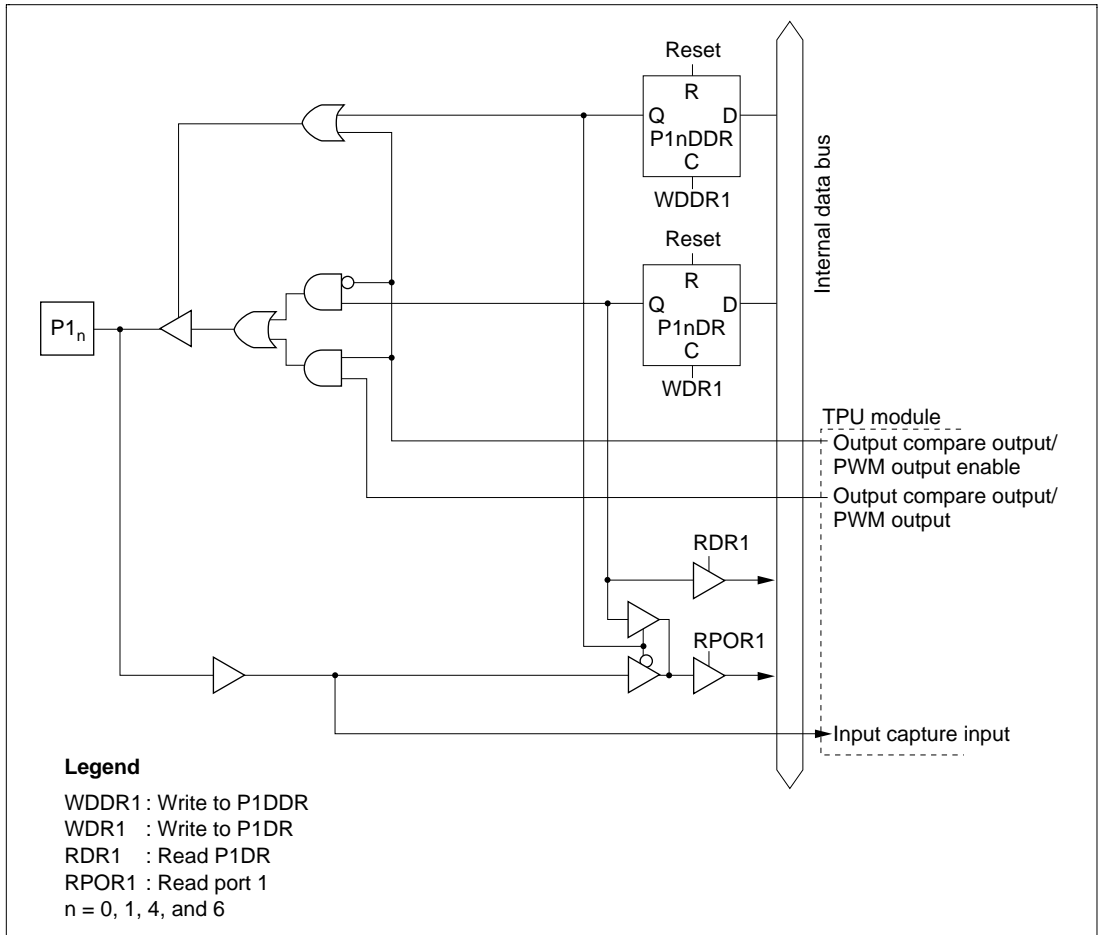 Reset
R
Q D
P1nDDR
C
WDDR1
Internal data bus
Reset
R
Q D
P1nDR
C
WDR1
P1n
TPU module
Output compare output/
PWM output enable
Output compare output/
PWM output
RDR1
RPOR1
Input capture input
Legend
WDDR1 : Write to P1DDR
WDR1 : Write to P1DR
RDR1 : Read P1DR
RPOR1 : Read port 1
n = 0, 1, 4, and 6